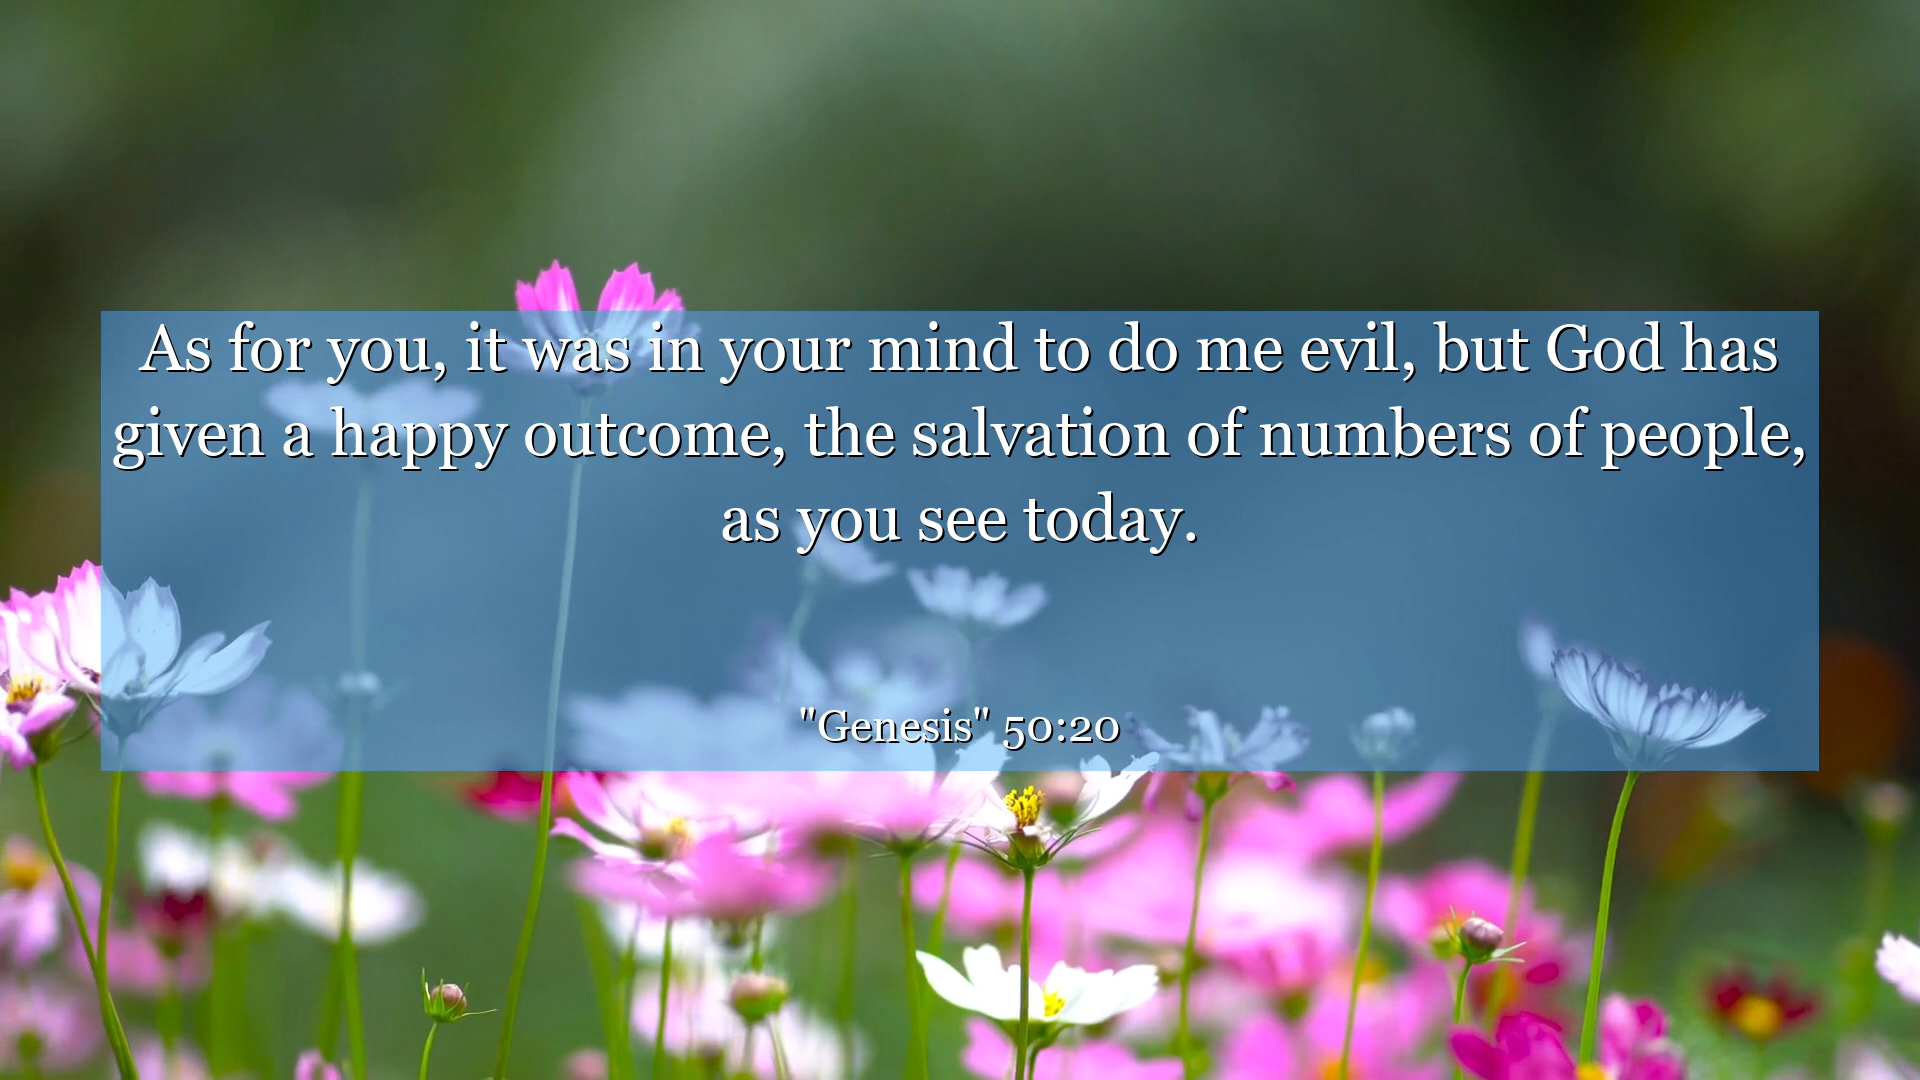 As for you, it was in your mind to do me evil, but God has
given a happy outcome, the salvation of numbers of people,
as you see today.
"Genesis" 50:20